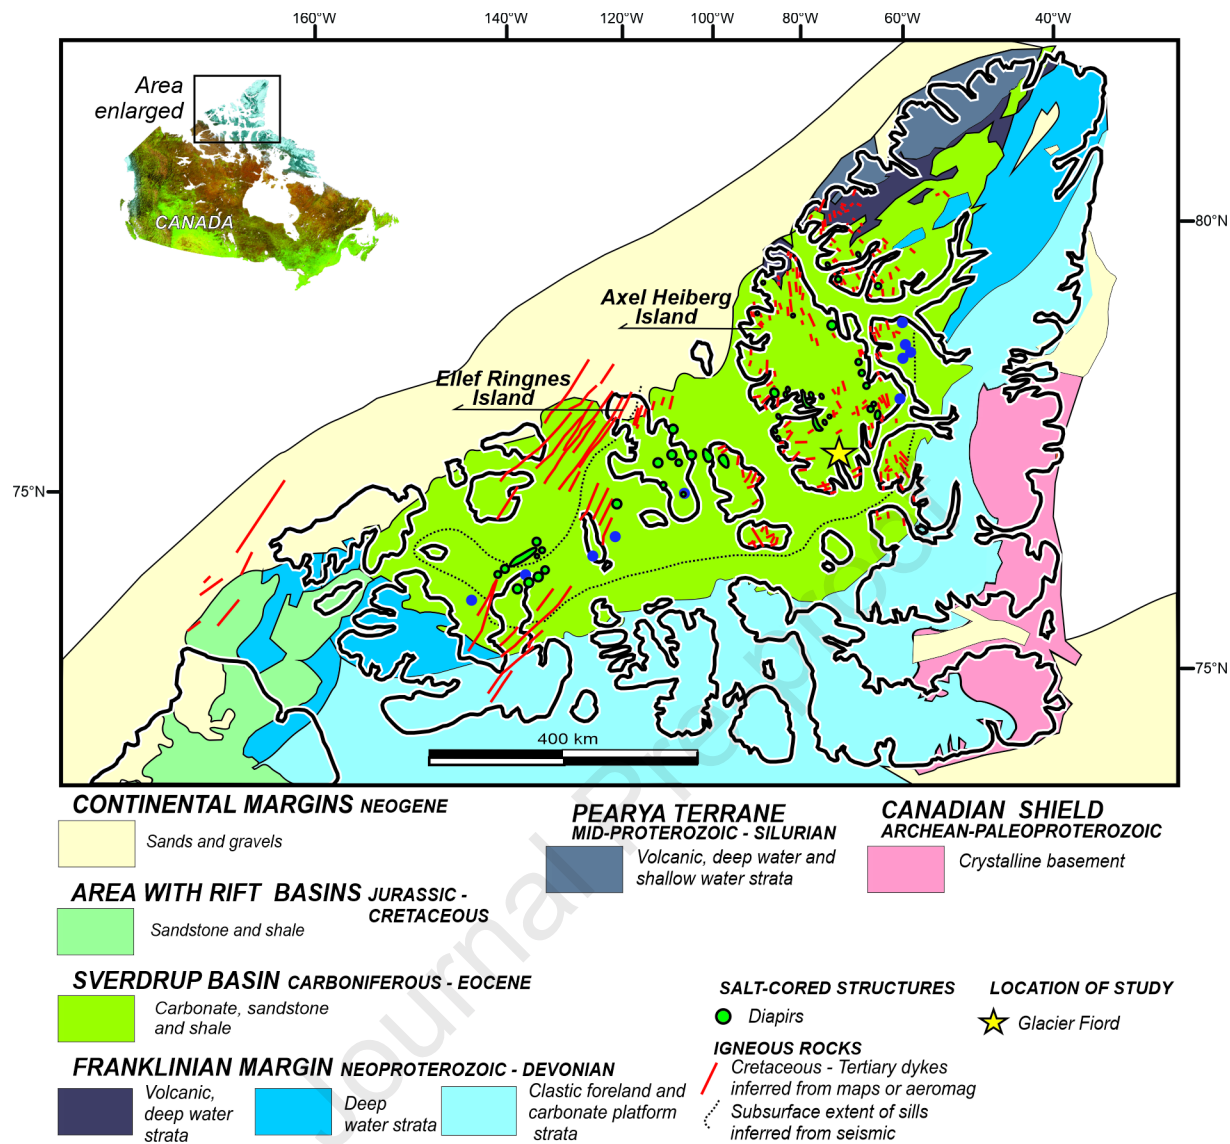 160°W 140°W 120°W 100°W 80°W 60°W 40°W
Area
enlarged
CANADA
80°N
Axel Heiberg
Island
Ellef Ringnes
Island
75°N
75°N
400 km
Journal Pre-proof
CONTINENTAL MARGINS NEOGENE
Sands and gravels
AREA WITH RIFT BASINS JURASSIC -
CRETACEOUS
Sandstone and shale
SVERDRUP BASIN CARBONIFEROUS - EOCENE
Carbonate, sandstone
and shale
FRANKLINIAN MARGIN NEOPROTEROZOIC - DEVONIAN
Volcanic,
deep water
strata
Deep
water strata
Clastic foreland and
carbonate platform
strata
PEARYA TERRANE
MID-PROTEROZOIC - SILURIAN
Volcanic, deep water and
shallow water strata
CANADIAN SHIELD
ARCHEAN-PALEOPROTEROZOIC
Crystalline basement
SALT-CORED STRUCTURES
Diapirs
LOCATION OF STUDY
Glacier Fiord
IGNEOUS ROCKS
Cretaceous - Tertiary dykes
inferred from maps or aeromag
Subsurface extent of sills
inferred from seismic